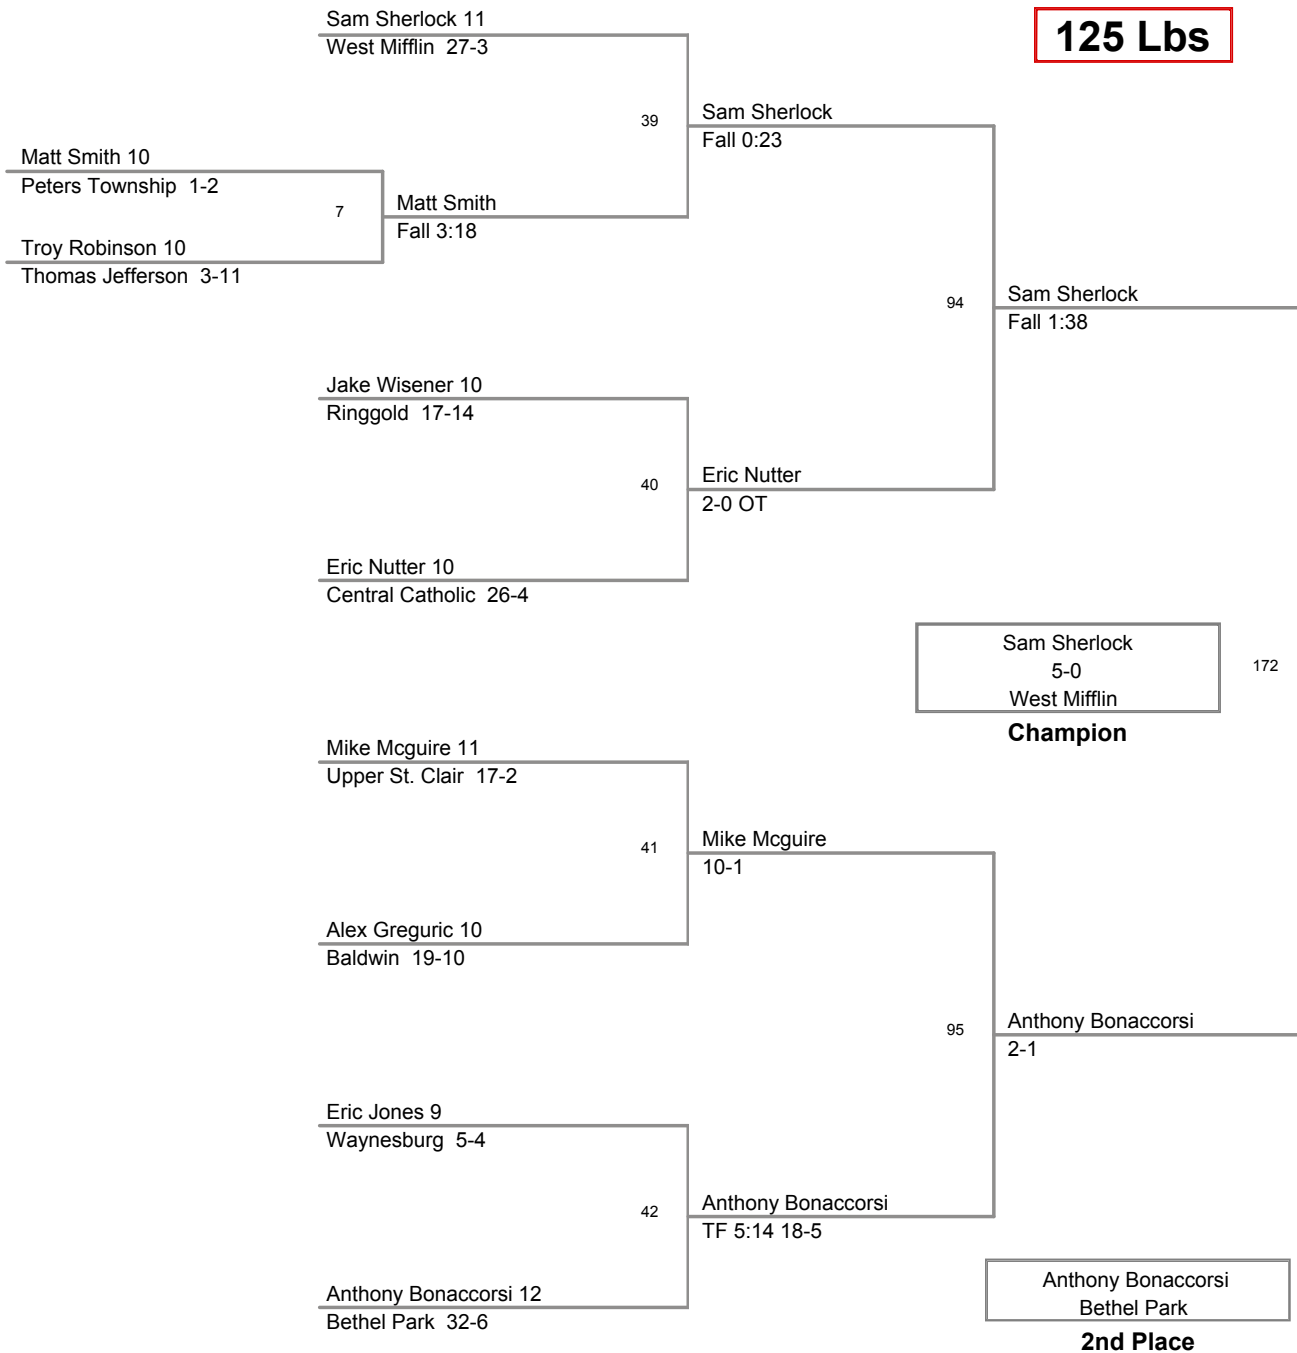 Sam Sherlock 11
West Mifflin  27-3
125 Lbs
39
Sam Sherlock
Fall 0:23
Matt Smith 10
Peters Township  1-2
7
Matt Smith
Fall 3:18
Troy Robinson 10
Thomas Jefferson  3-11
94
Sam Sherlock
Fall 1:38
Jake Wisener 10
Ringgold  17-14
40
Eric Nutter
2-0 OT
Eric Nutter 10
Central Catholic  26-4
Sam Sherlock
5-0
West Mifflin
172
Champion
Mike Mcguire 11
Upper St. Clair  17-2
41
Mike Mcguire
10-1
Alex Greguric 10
Baldwin  19-10
95
Anthony Bonaccorsi
2-1
Eric Jones 9
Waynesburg  5-4
42
Anthony Bonaccorsi
TF 5:14 18-5
Anthony Bonaccorsi 12
Bethel Park  32-6
Anthony Bonaccorsi
Bethel Park
2nd Place